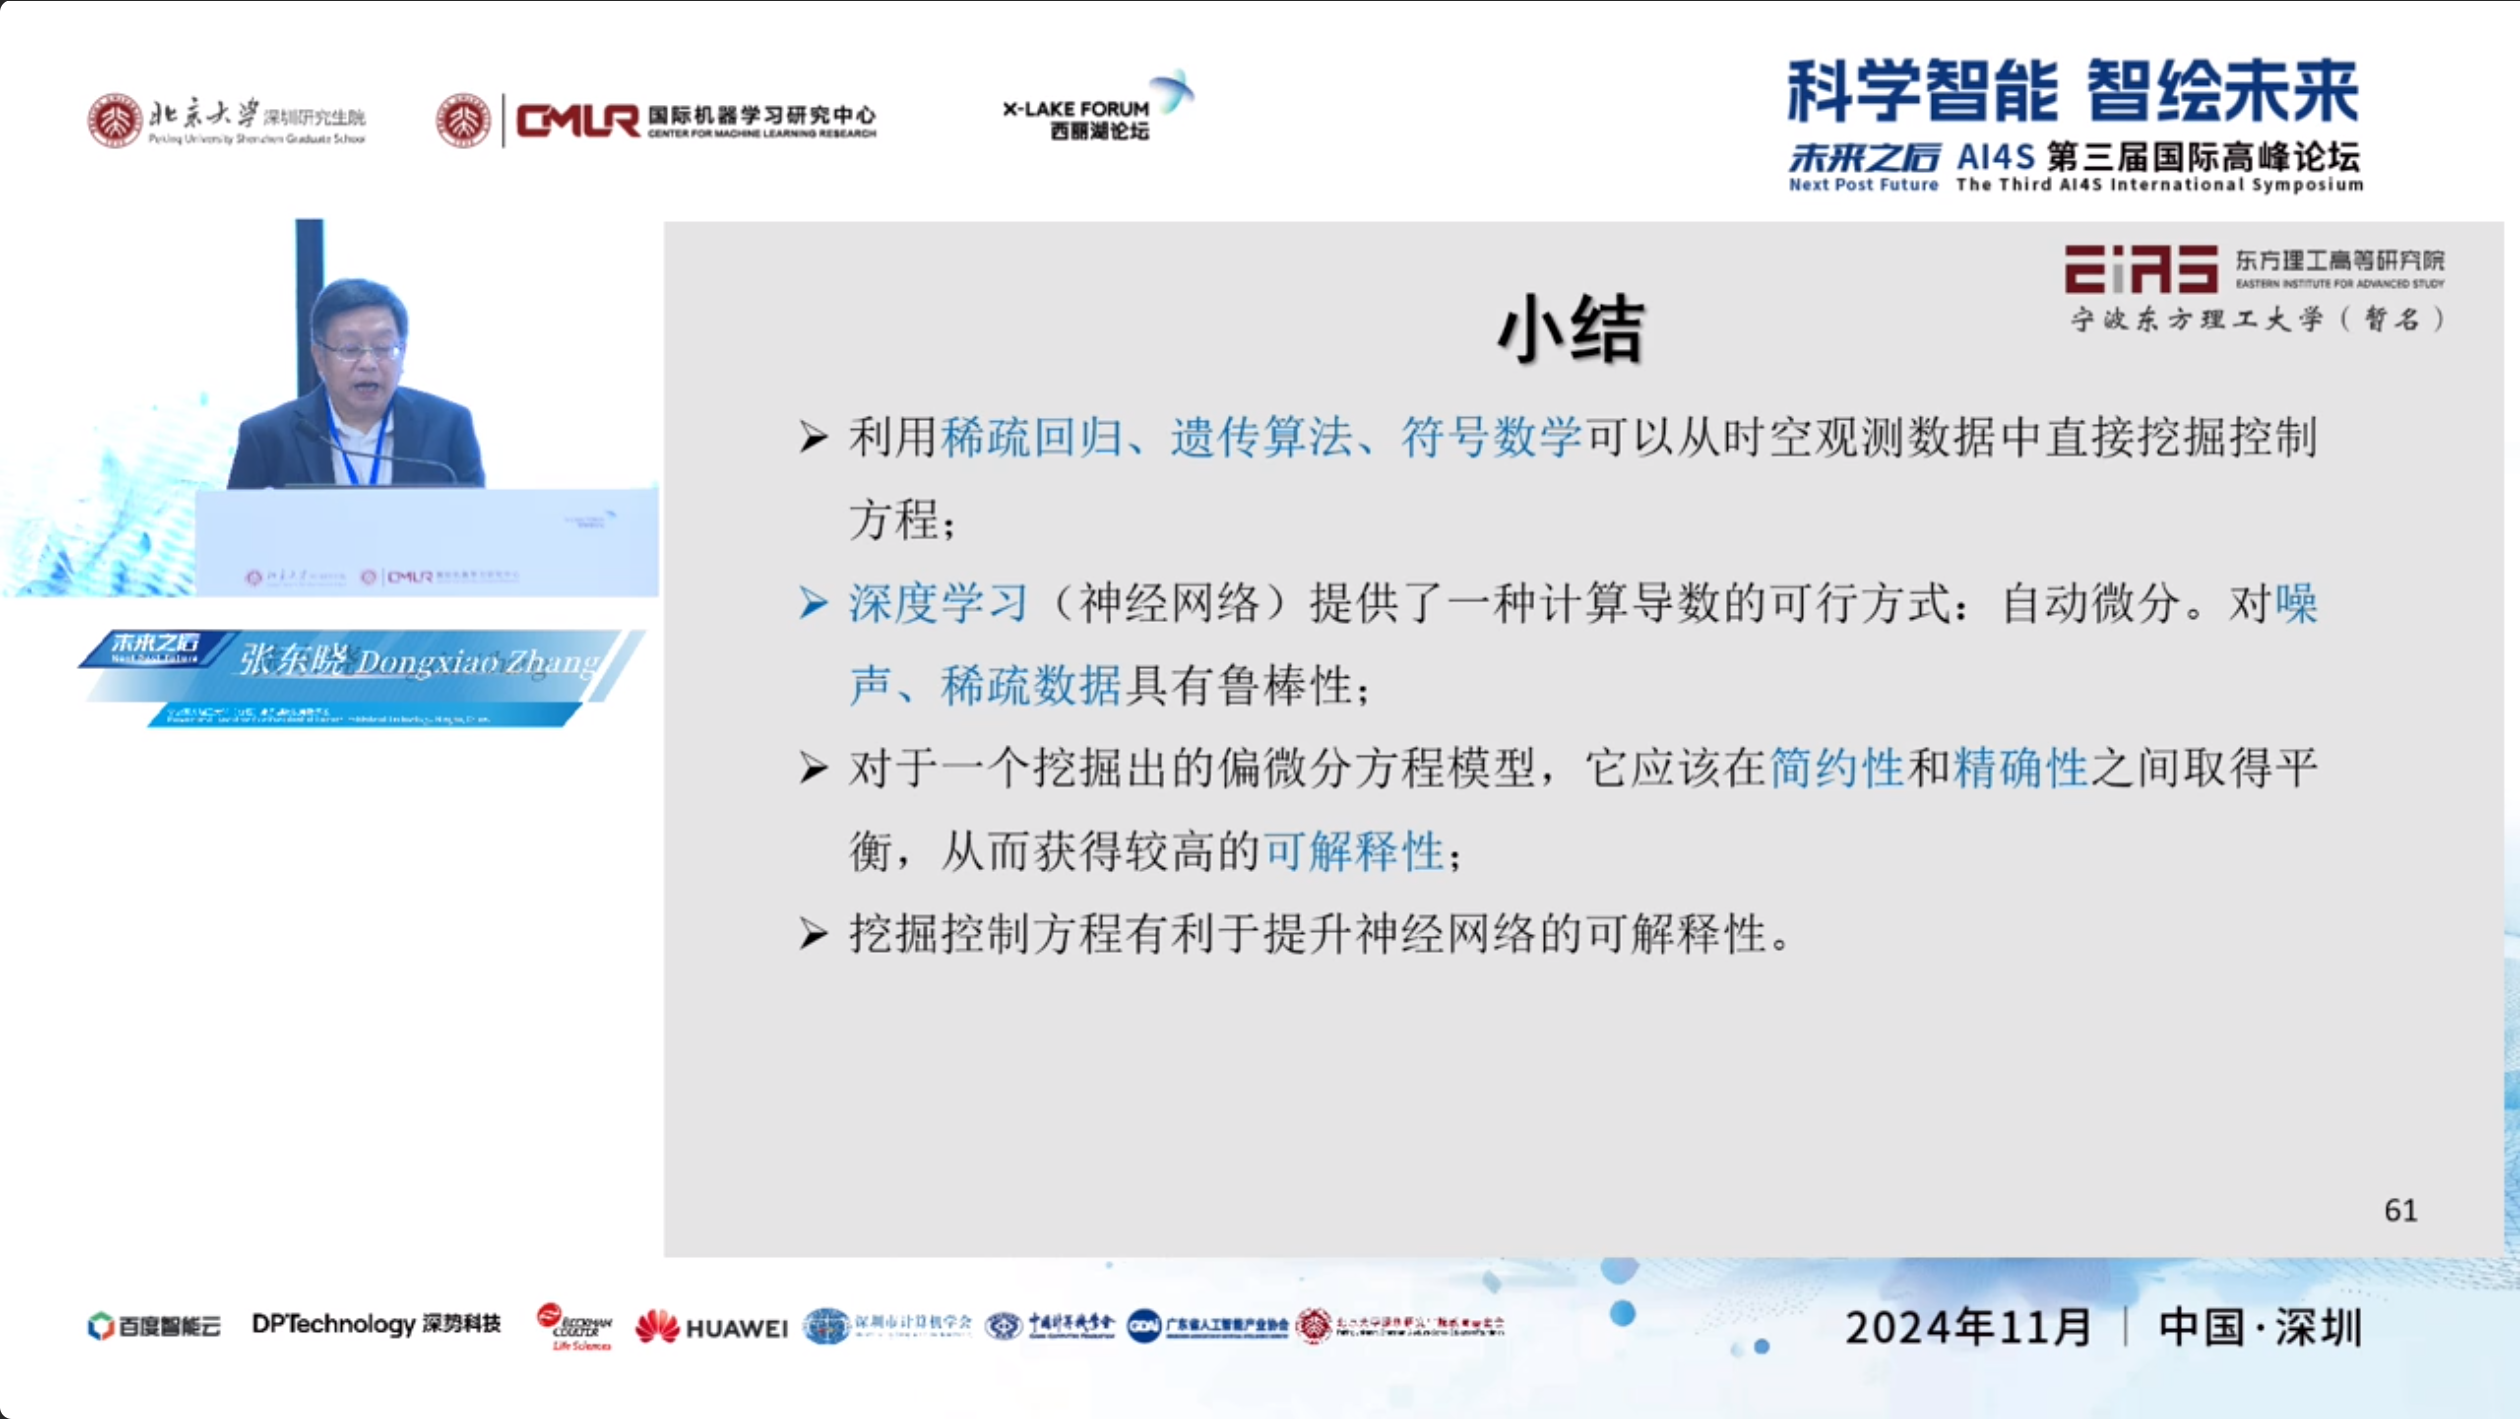 北京大学 深圳研究生院
Peking University Shenzhen Graduate School
CMLR 国际机器学习研究中心
CENTER FOR MACHINE LEARNING RESEARCH
X-LAKE FORUM
西丽湖论坛
科学智能 智绘未来
未来之后 AI4S 第三届国际高峰论坛
Next Post Future The Third AI4S International Symposium
EIAS 东方理工高等研究院
EASTERN INSTITUTE FOR ADVANCED STUDY
宁波东方理工大学（暂名）
小结
利用稀疏回归、遗传算法、符号数学可以从时空观测数据中直接挖掘控制
方程；
深度学习（神经网络）提供了一种计算导数的可行方式：自动微分。对噪
声、稀疏数据具有鲁棒性；
对于一个挖掘出的偏微分方程模型，它应该在简约性和精确性之间取得平
衡，从而获得较高的可解释性；
挖掘控制方程有利于提升神经网络的可解释性。
61
CMLR
未来之后
Next Post Future
张东晓 Dongxiao Zhang
百度智能云
DPTechnology 深势科技
BECKMAN
COULTER
Life Sciences
HUAWEI
深圳市计算机学会
中国计算机学会
广东省人工智能产业协会
2024年11月 | 中国·深圳